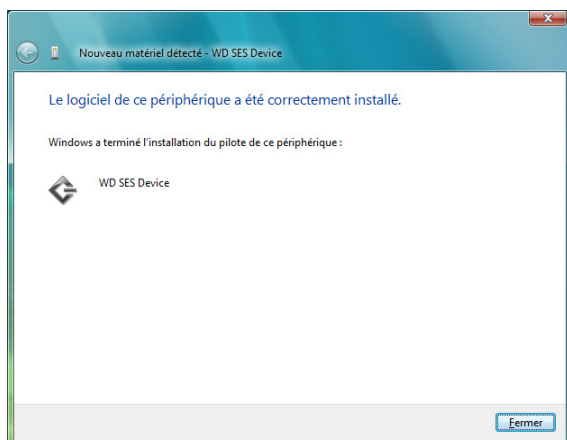 Nouveau matériel détecté - WD SES Device
Le logiciel de ce périphérique a été correctement installé.
Windows a terminé l'installation du pilote de ce périphérique :
WD SES Device
Fermer